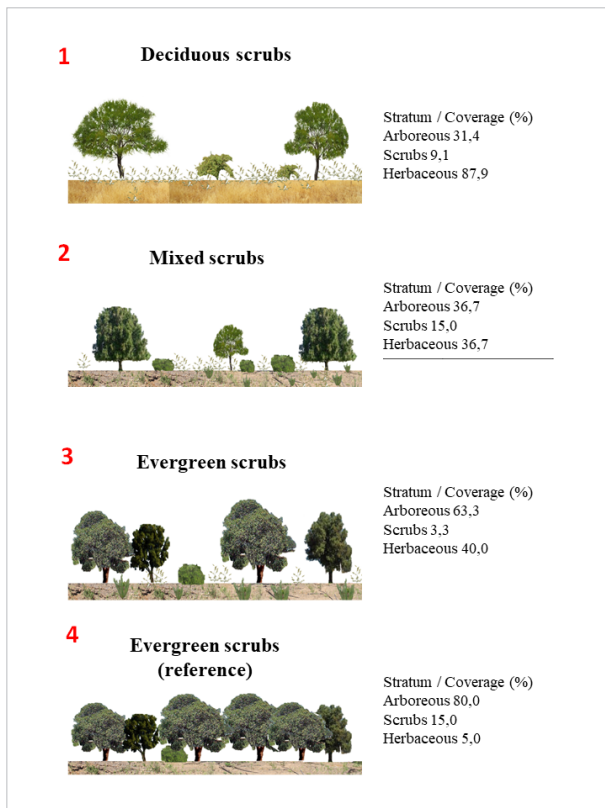 1
Deciduous scrubs
Stratum / Coverage (%)
Arboreous 31,4
Scrubs 9,1
Herbaceous 87,9
2
Mixed scrubs
Stratum / Coverage (%)
Arboreous 36,7
Scrubs 15,0
Herbaceous 36,7
3
Evergreen scrubs
Stratum / Coverage (%)
Arboreous 63,3
Scrubs 3,3
Herbaceous 40,0
4
Evergreen scrubs
(reference)
Stratum / Coverage (%)
Arboreous 80,0
Scrubs 15,0
Herbaceous 5,0